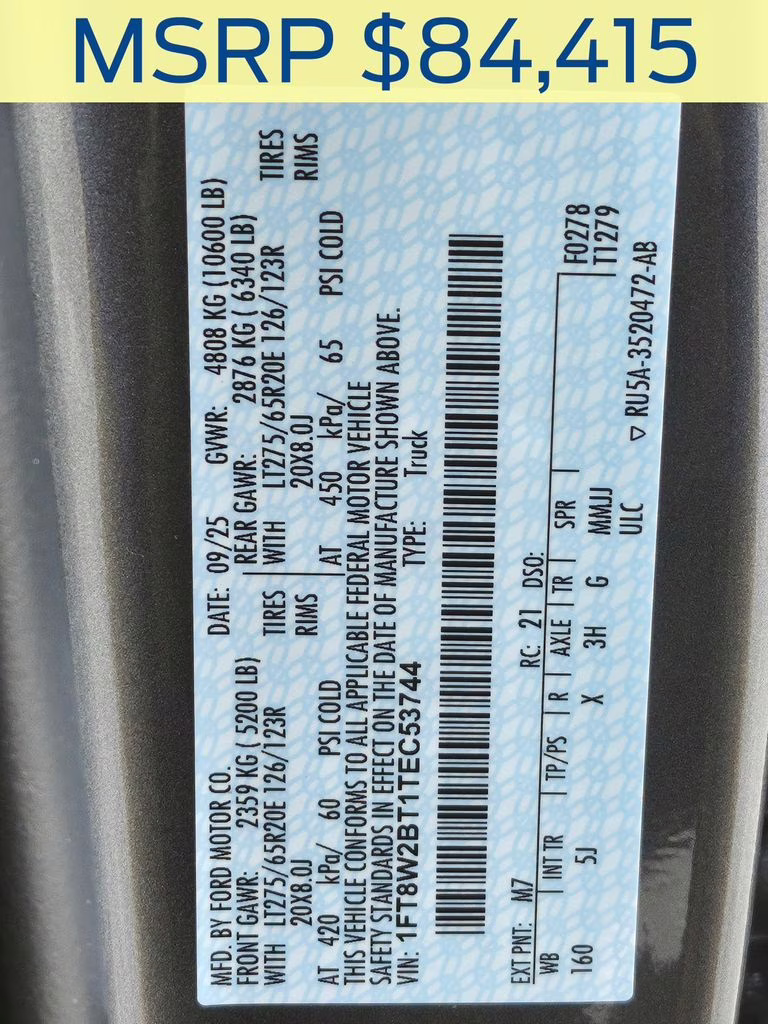 MSRP $84,415
MFD. BY FORD MOTOR CO. DATE: 09/25 GVWR: 4808 KG (10600 LB)
FRONT GAWR: 2359 KG ( 5200 LB) REAR GAWR: 2876 KG ( 6340 LB)
WITH LT275/65R20E 126/123R TIRES WITH LT275/65R20E 126/123R TIRES
20X8.0J RIMS 20X8.0J RIMS
AT 420 kPa/ 60 PSI COLD AT 450 kPa/ 65 PSI COLD
THIS VEHICLE CONFORMS TO ALL APPLICABLE FEDERAL MOTOR VEHICLE
SAFETY STANDARDS IN EFFECT ON THE DATE OF MANUFACTURE SHOWN ABOVE.
VIN: 1FT8W2BT1TEC53744 TYPE: Truck
EXT PNT: M7 RC: 21 DSO: F0278
WB INT TR TP/PS R AXLE TR SPR T1279
160 5J X 3H G MMJJ
ULC
▽ RU5A-3520472-AB